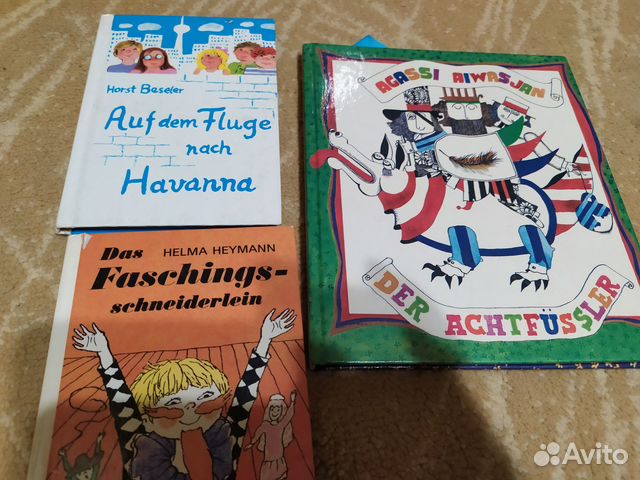 Horst Beseler
Auf dem Fluge
nach
Havanna
AGASSI AIWASJAN
DER ACHTFÜSSLER
Das HELMA HEYMANN
Faschings-
schneiderlein
Avito